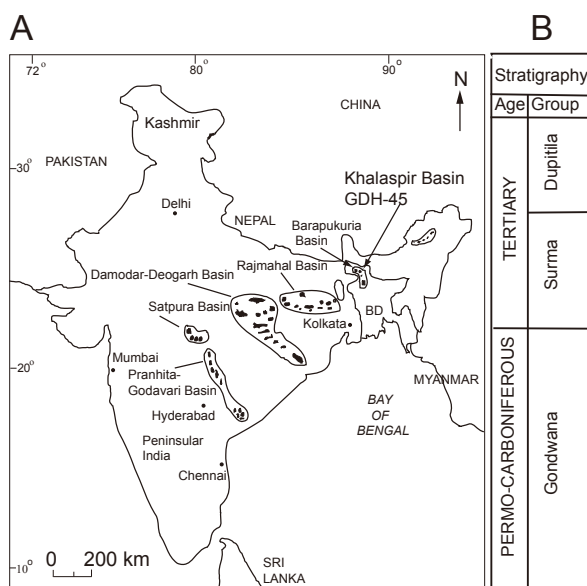 A
B
72°
80°
90°
N
CHINA
Kashmir
PAKISTAN
30°
Delhi
NEPAL
Khalaspir Basin
GDH-45
Barapukuria
Basin
Rajmahal Basin
Damodar-Deogarh Basin
Satpura Basin
Kolkata
BD
20°
Mumbai
Pranhita-
Godavari Basin
Hyderabad
MYANMAR
BAY
OF
BENGAL
Peninsular
India
Chennai
0 200 km
10°
SRI
LANKA
Stratigraphy
Age Group
TERTIARY
Dupitila
Surma
PERMO-CARBONIFEROUS
Gondwana